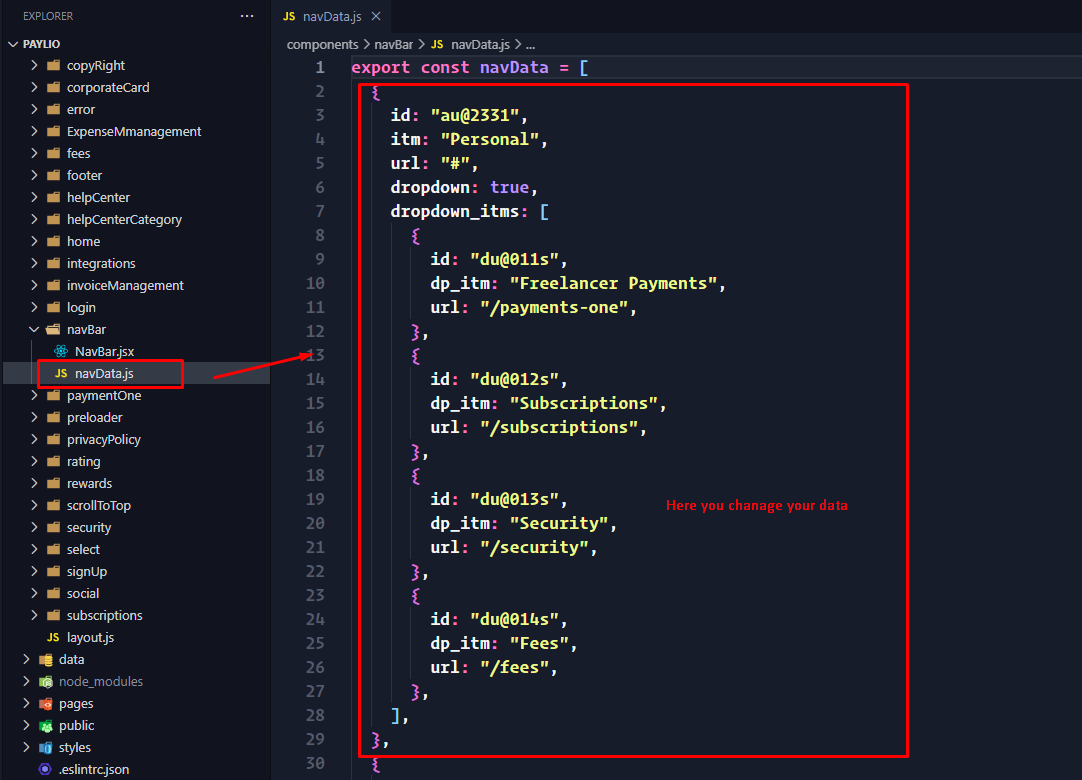 EXPLORER ...
PAYLIO
copyRight
corporateCard
error
ExpenseMmanagement
fees
footer
helpCenter
helpCenterCategory
home
integrations
invoiceManagement
login
navBar
NavBar.jsx
JS navData.js
paymentOne
preloader
privacyPolicy
rating
rewards
scrollToTop
security
select
signUp
social
subscriptions
JS layout.js
data
node_modules
pages
public
styles
.eslintrc.json
JS navData.js ×
components > navBar > JS navData.js > ...
1 export const navData = [
2 {
3 id: "au@2331",
4 itm: "Personal",
5 url: "#",
6 dropdown: true,
7 dropdown_itms: [
8 {
9 id: "du@011s",
10 dp_itm: "Freelancer Payments",
11 url: "/payments-one",
12 },
13 {
14 id: "du@012s",
15 dp_itm: "Subscriptions",
16 url: "/subscriptions",
17 },
18 {
19 id: "du@013s",
20 dp_itm: "Security",
21 url: "/security",
22 },
23 {
24 id: "du@014s",
25 dp_itm: "Fees",
26 url: "/fees",
27 },
28 ],
29 },
30 {
Here you chanage your data